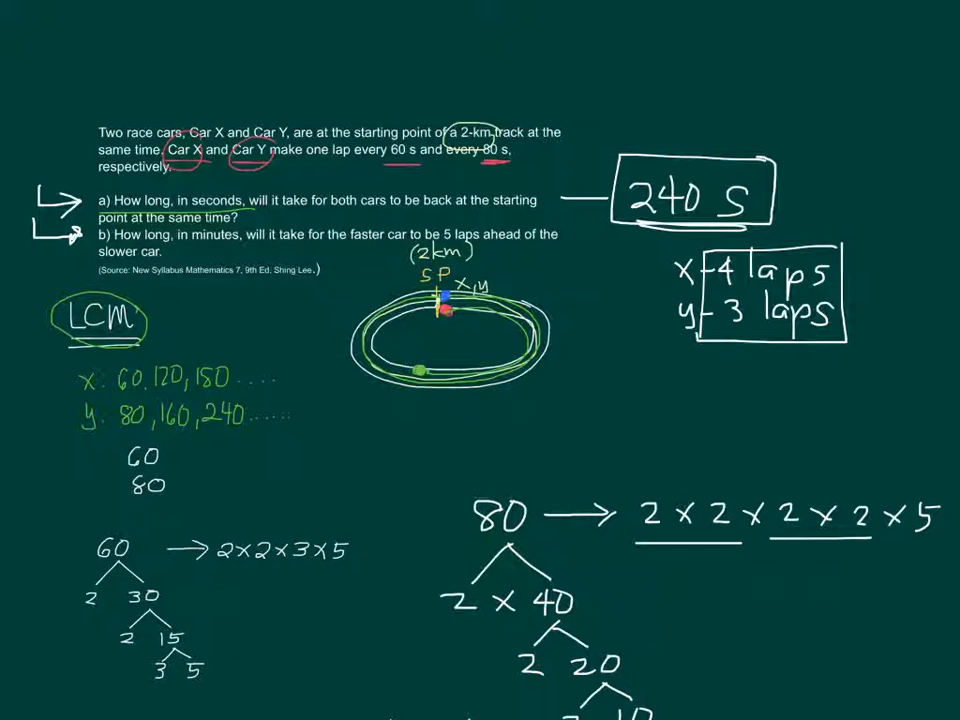 Two race cars, Car X and Car Y, are at the starting point of a 2-km track at the
same time. Car X and Car Y make one lap every 60 s and every 80 s,
respectively.
a) How long, in seconds, will it take for both cars to be back at the starting
point at the same time?
b) How long, in minutes, will it take for the faster car to be 5 laps ahead of the
slower car.
(Source: New Syllabus Mathematics 7, 9th Ed. Shing Lee.)
240 S
x - 4 laps
y - 3 laps
(2km)
SP
x,y
LCM
x: 60, 120, 180 ....
y: 80, 160, 240 ......
60
80
60 → 2 x 2 x 3 x 5
2 30
2 15
3 5
80 → 2 x 2 x 2 x 2 x 5
2 x 40
2 20
10